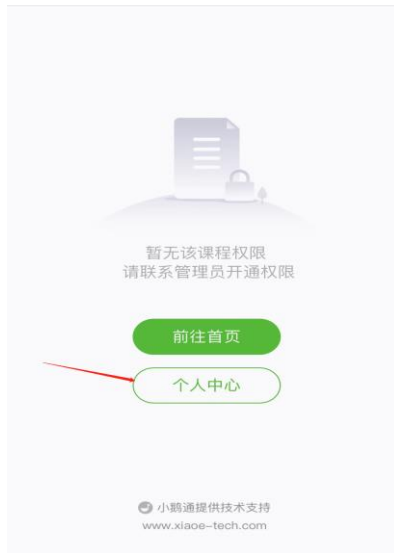 暂无该课程权限
请联系管理员开通权限
前往首页
个人中心
小鹅通提供技术支持
www.xiaoe-tech.com